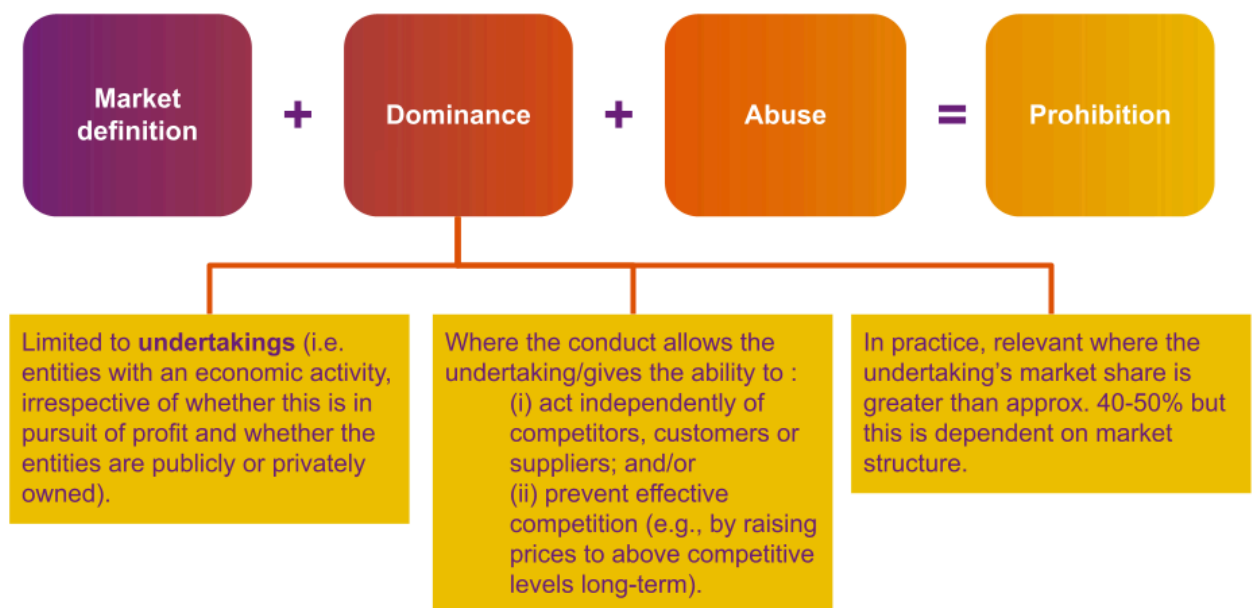 Market
definition
+
Dominance
+
Abuse
=
Prohibition
Limited to undertakings (i.e.
entities with an economic activity,
irrespective of whether this is in
pursuit of profit and whether the
entities are publicly or privately
owned).
Where the conduct allows the
undertaking/gives the ability to :
(i) act independently of
competitors, customers or
suppliers; and/or
(ii) prevent effective
competition (e.g., by raising
prices to above competitive
levels long-term).
In practice, relevant where the
undertaking’s market share is
greater than approx. 40-50% but
this is dependent on market
structure.